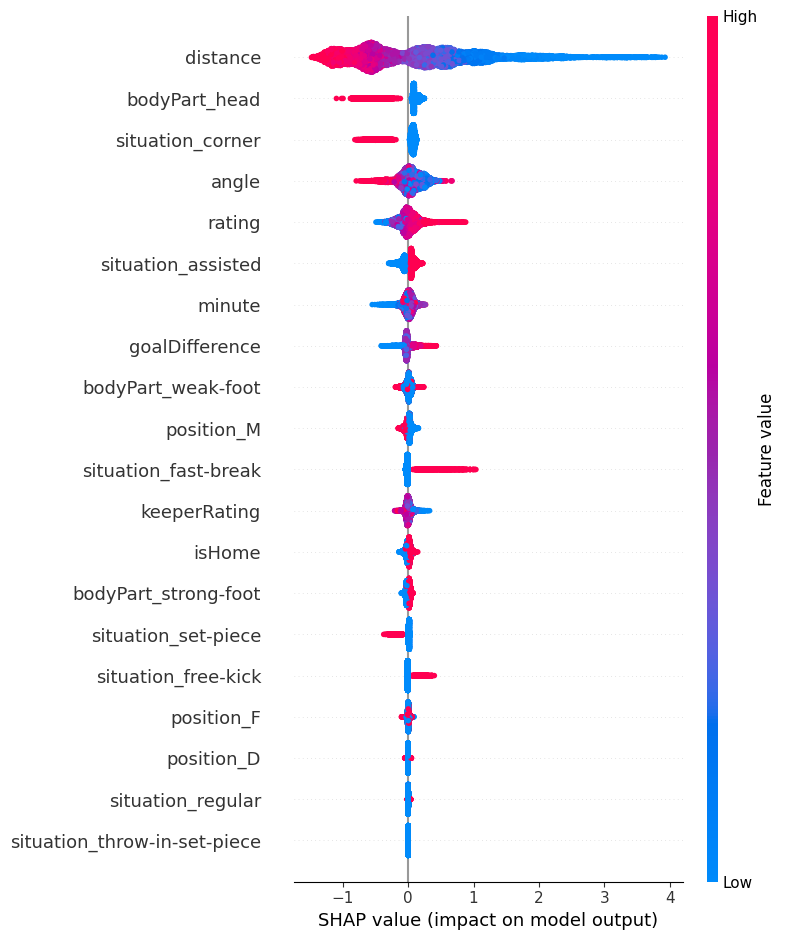 High
distance
bodyPart_head
situation_corner
angle
rating
situation_assisted
minute
goalDifference
bodyPart_weak-foot
position_M
situation_fast-break
keeperRating
isHome
bodyPart_strong-foot
situation_set-piece
situation_free-kick
position_F
position_D
situation_regular
situation_throw-in-set-piece
Feature value
Low
−1 0 1 2 3 4
SHAP value (impact on model output)